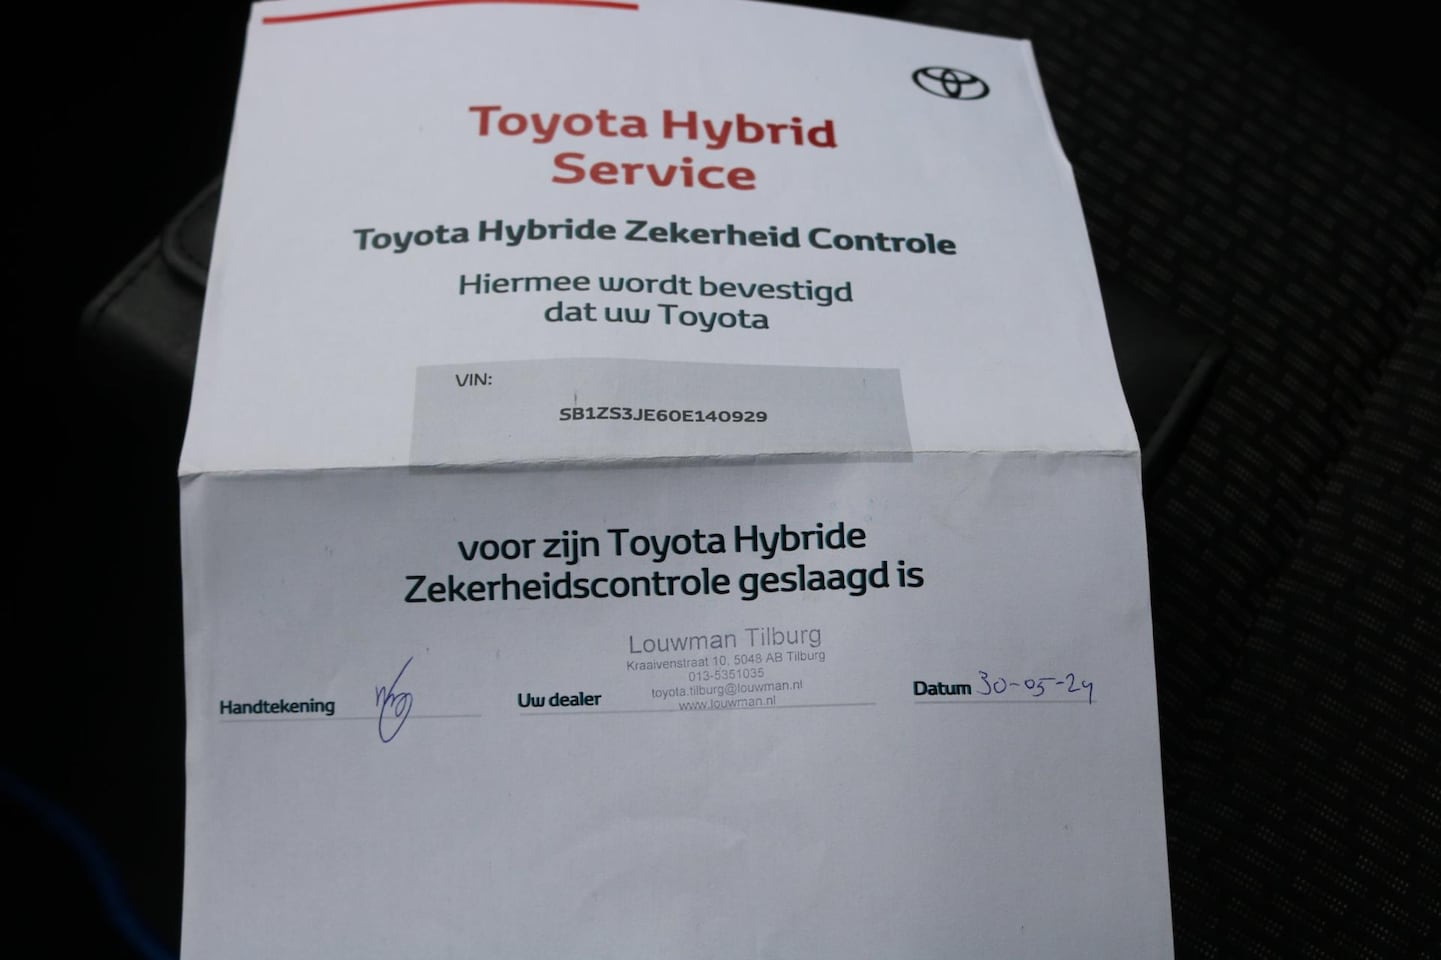 Toyota Hybrid
Service
Toyota Hybride Zekerheid Controle
Hiermee wordt bevestigd
dat uw Toyota
VIN:
SB1ZS3JE60E140929
voor zijn Toyota Hybride
Zekerheidscontrole geslaagd is
Handtekening
Uw dealer
Louwman Tilburg
Kraaivenstraat 10, 5048 AB Tilburg
013-5351035
toyota.tilburg@louwman.nl
www.louwman.nl
Datum 30-05-24